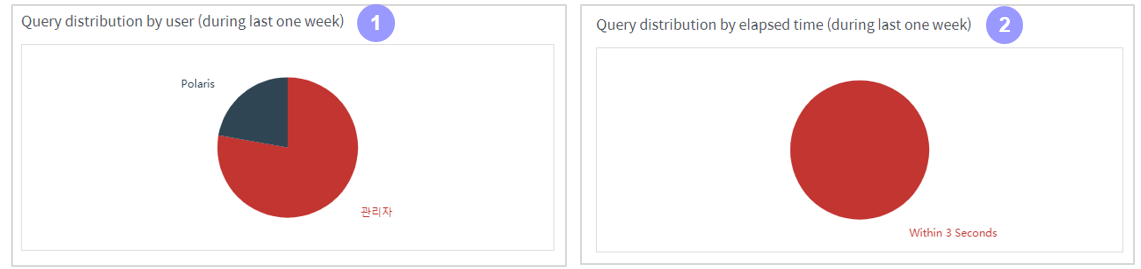 Query distribution by user (during last one week)
1
Polaris
관리자
Query distribution by elapsed time (during last one week)
2
Within 3 Seconds